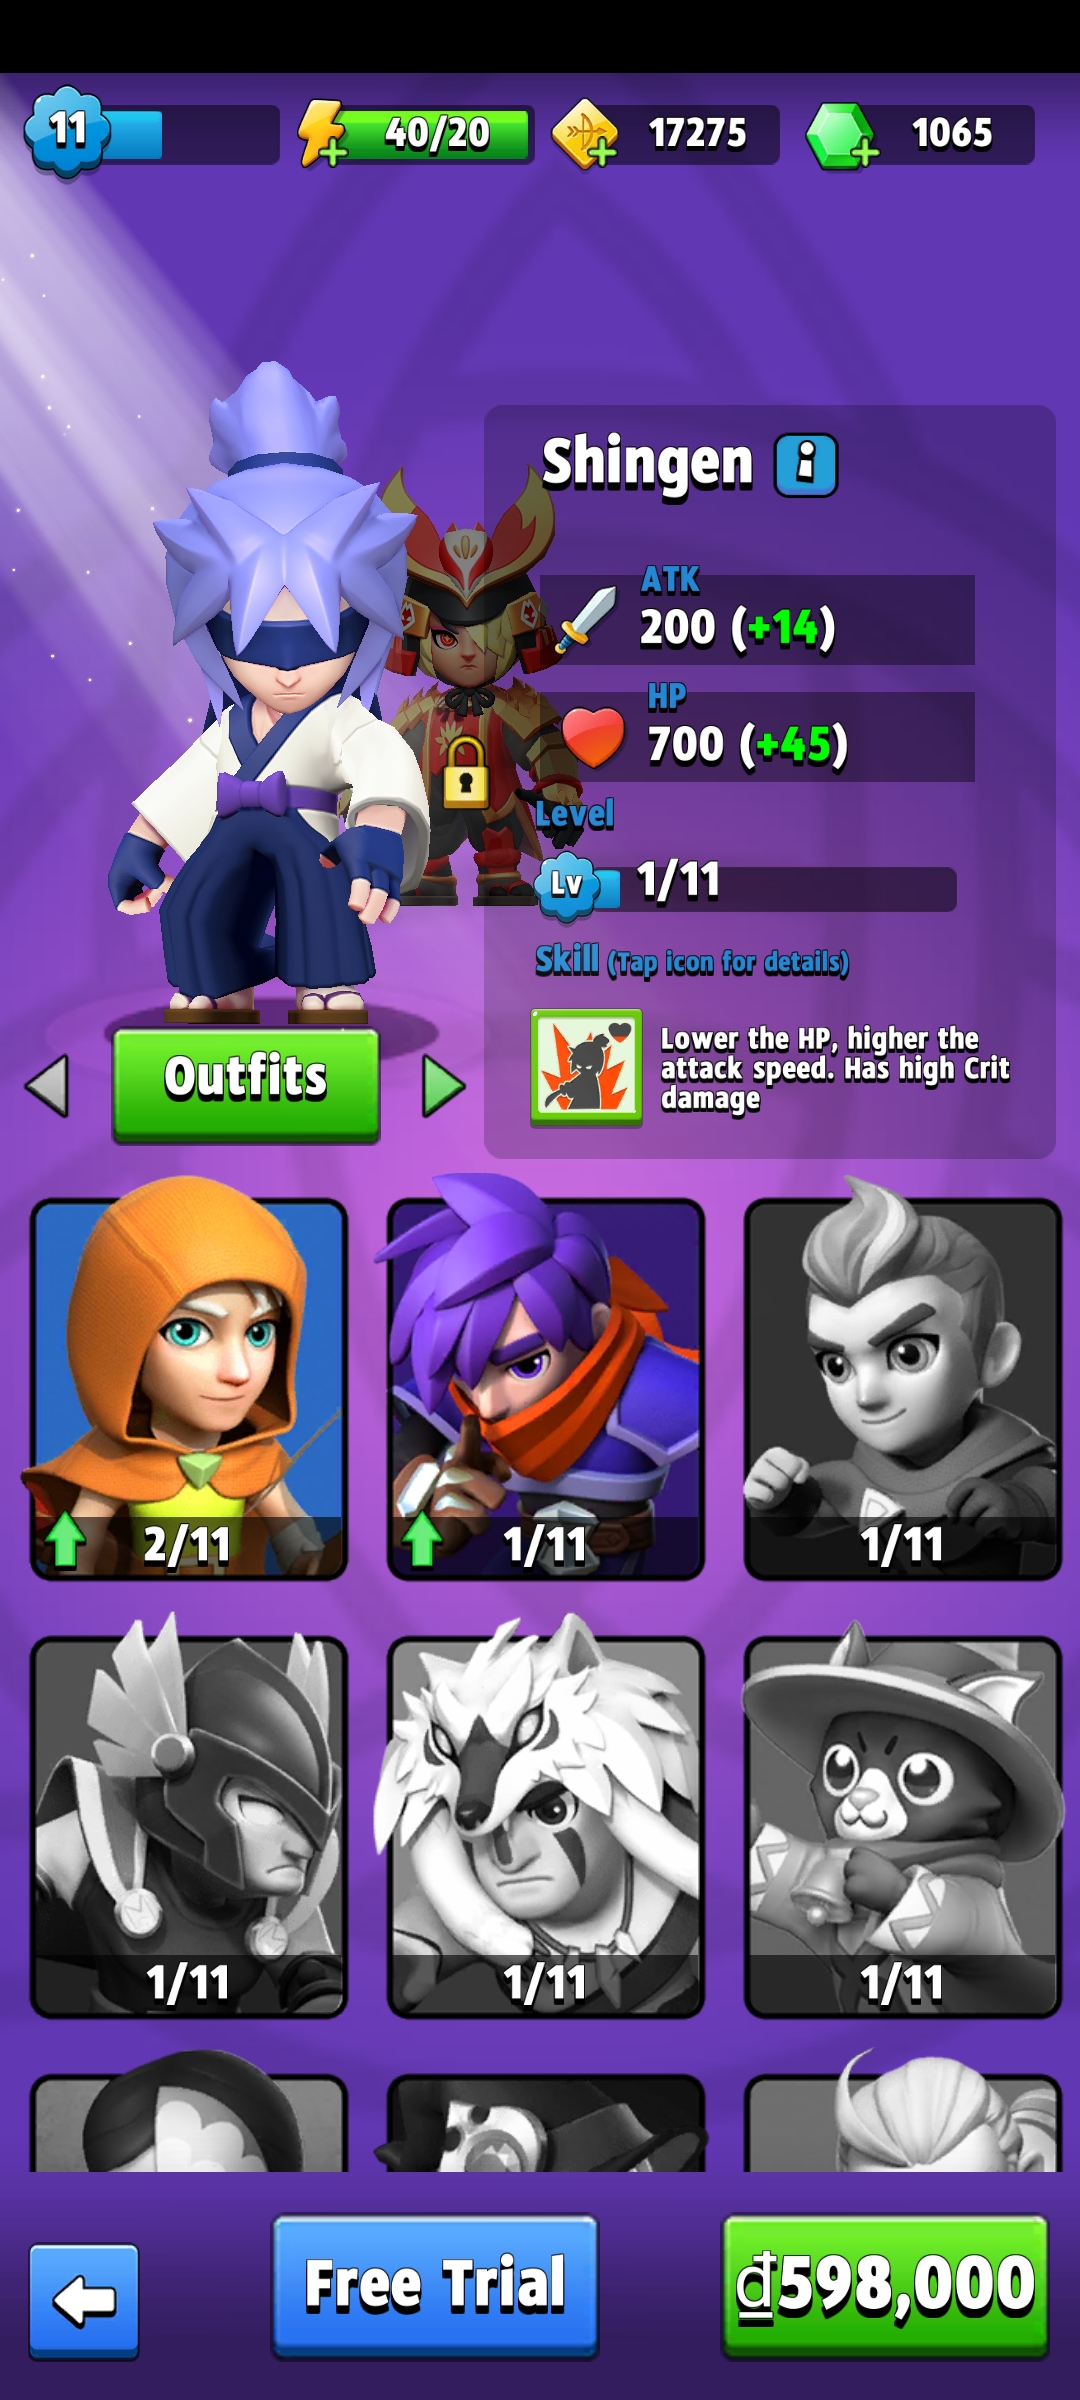 11
40/20
17275
1065
Shingen
ATK
200 (+14)
HP
700 (+45)
Level
Lv 1/11
Skill (Tap icon for details)
Lower the HP, higher the
attack speed. Has high Crit
damage
Outfits
2/11
1/11
1/11
1/11
1/11
1/11
Free Trial
₫598,000